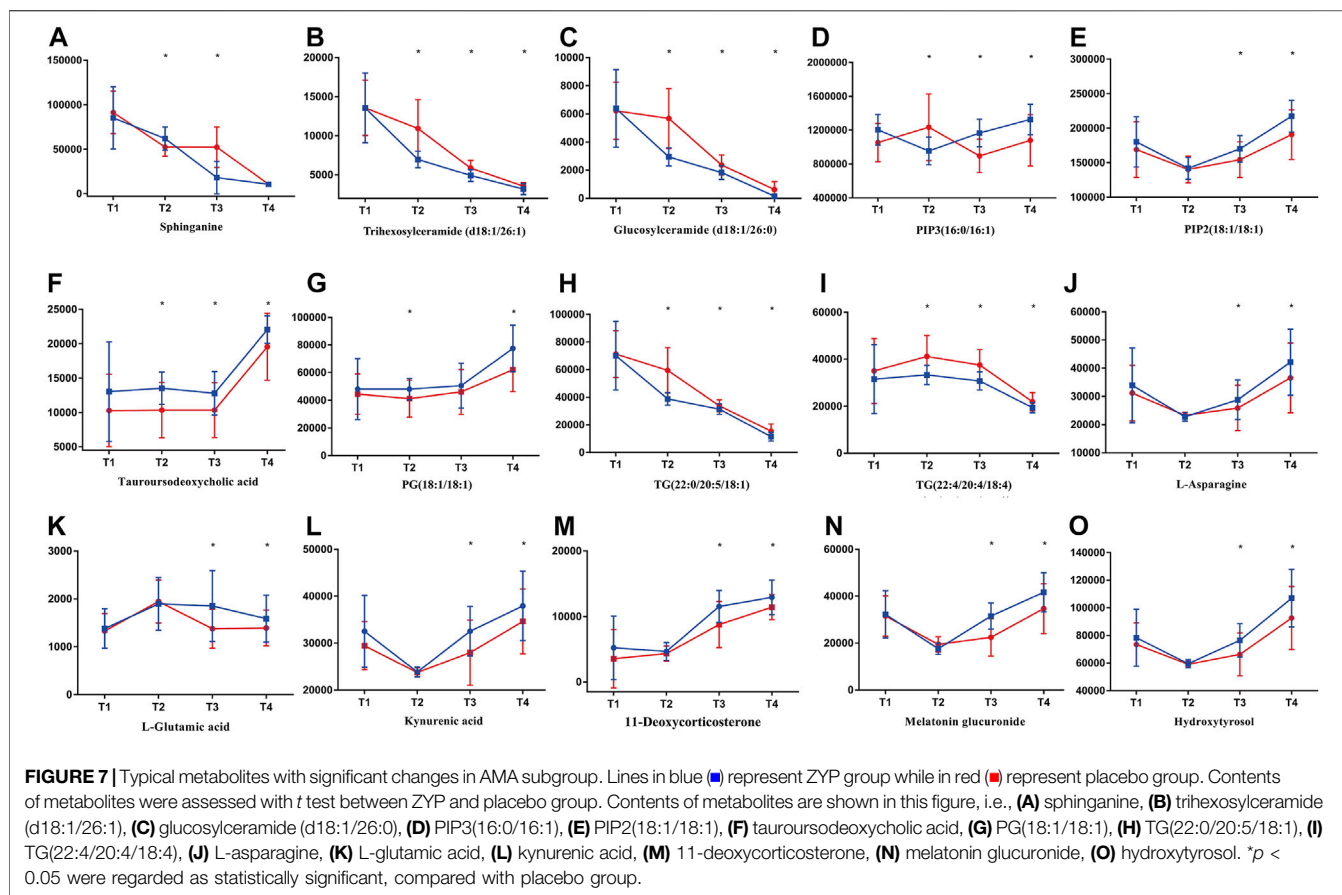 A
B
C
D
E
*
*
150000
100000
50000
0
T1
T2
T3
T4
Sphinganine
*
*
*
20000
15000
10000
5000
T1
T2
T3
T4
Trihexosylceramide (d18:1/26:1)
*
*
*
10000
8000
6000
4000
2000
0
T1
T2
T3
T4
Glucosylceramide (d18:1/26:0)
*
*
*
1600000
1400000
1200000
1000000
800000
600000
400000
T1
T2
T3
T4
PIP3(16:0/16:1)
*
*
300000
250000
200000
150000
100000
T1
T2
T3
T4
PIP2(18:1/18:1)
F
G
H
I
J
*
*
*
25000
20000
15000
10000
5000
T1
T2
T3
T4
Tauroursodeoxycholic acid
*
*
100000
80000
60000
40000
20000
0
T1
T2
T3
T4
PG(18:1/18:1)
*
*
*
100000
80000
60000
40000
20000
0
T1
T2
T3
T4
TG(22:0/20:5/18:1)
*
*
*
60000
40000
20000
0
T1
T2
T3
T4
TG(22:4/20:4/18:4)
*
*
60000
50000
40000
30000
20000
10000
T1
T2
T3
T4
L-Asparagine
K
L
M
N
O
*
*
3000
2000
1000
0
T1
T2
T3
T4
L-Glutamic acid
*
*
50000
40000
30000
20000
T1
T2
T3
T4
Kynurenic acid
*
*
20000
10000
0
T1
T2
T3
T4
11-Deoxycorticosterone
*
*
60000
40000
20000
0
T1
T2
T3
T4
Melatonin glucuronide
*
*
140000
120000
100000
80000
60000
40000
T1
T2
T3
T4
Hydroxytyrosol
FIGURE 7 | Typical metabolites with significant changes in AMA subgroup. Lines in blue (■) represent ZYP group while in red (■) represent placebo group. Contents
of metabolites were assessed with t test between ZYP and placebo group. Contents of metabolites are shown in this figure, i.e., (A) sphinganine, (B) trihexosylceramide
(d18:1/26:1), (C) glucosylceramide (d18:1/26:0), (D) PIP3(16:0/16:1), (E) PIP2(18:1/18:1), (F) tauroursodeoxycholic acid, (G) PG(18:1/18:1), (H) TG(22:0/20:5/18:1), (I)
TG(22:4/20:4/18:4), (J) L-asparagine, (K) L-glutamic acid, (L) kynurenic acid, (M) 11-deoxycorticosterone, (N) melatonin glucuronide, (O) hydroxytyrosol. *p <
0.05 were regarded as statistically significant, compared with placebo group.